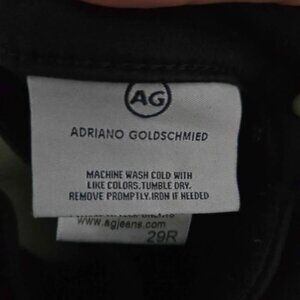 AG
ADRIANO GOLDSCHMIED
MACHINE WASH COLD WITH
LIKE COLORS. TUMBLE DRY.
REMOVE PROMPTLY. IRON IF NEEDED
www.agjeans.com
29R